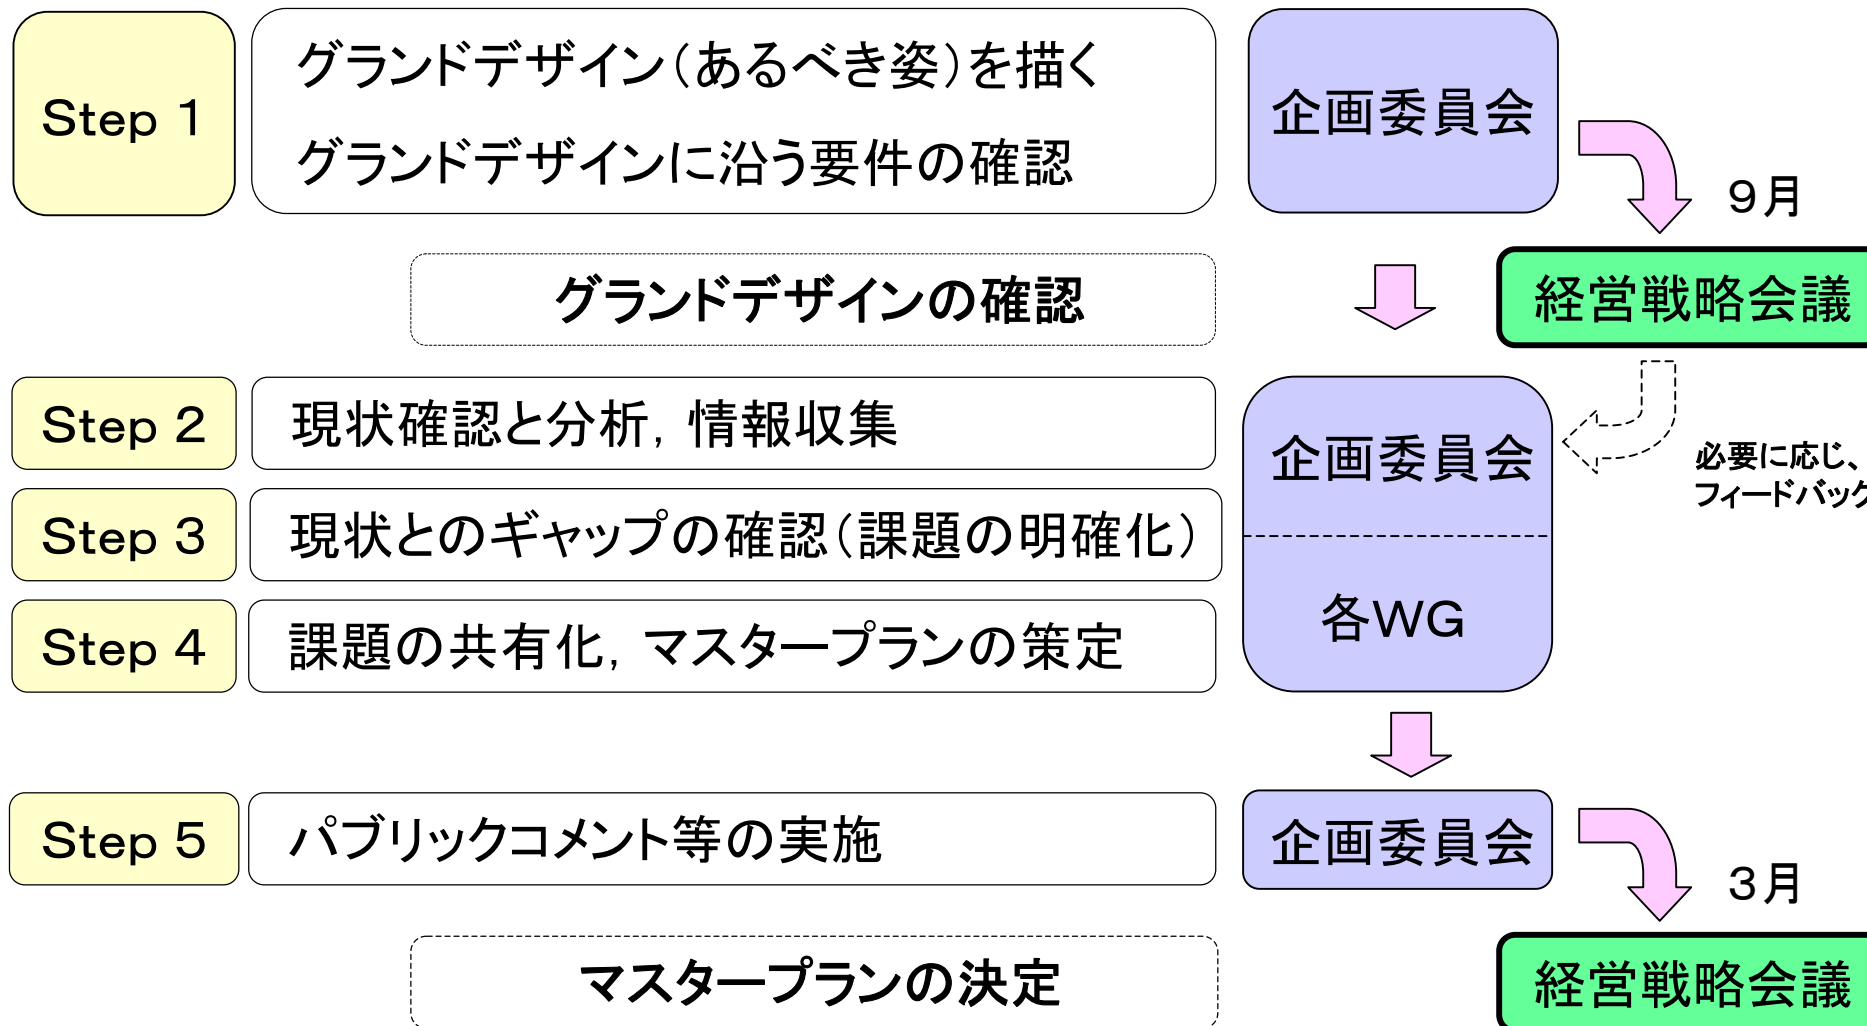 Step 1
グランドデザイン（あるべき姿）を描く
グランドデザインに沿う要件の確認
企画委員会
9月
グランドデザインの確認
経営戦略会議
Step 2
現状確認と分析，情報収集
企画委員会
必要に応じ、
フィードバック
Step 3
現状とのギャップの確認（課題の明確化）
各WG
Step 4
課題の共有化，マスタープランの策定
Step 5
パブリックコメント等の実施
企画委員会
3月
マスタープランの決定
経営戦略会議